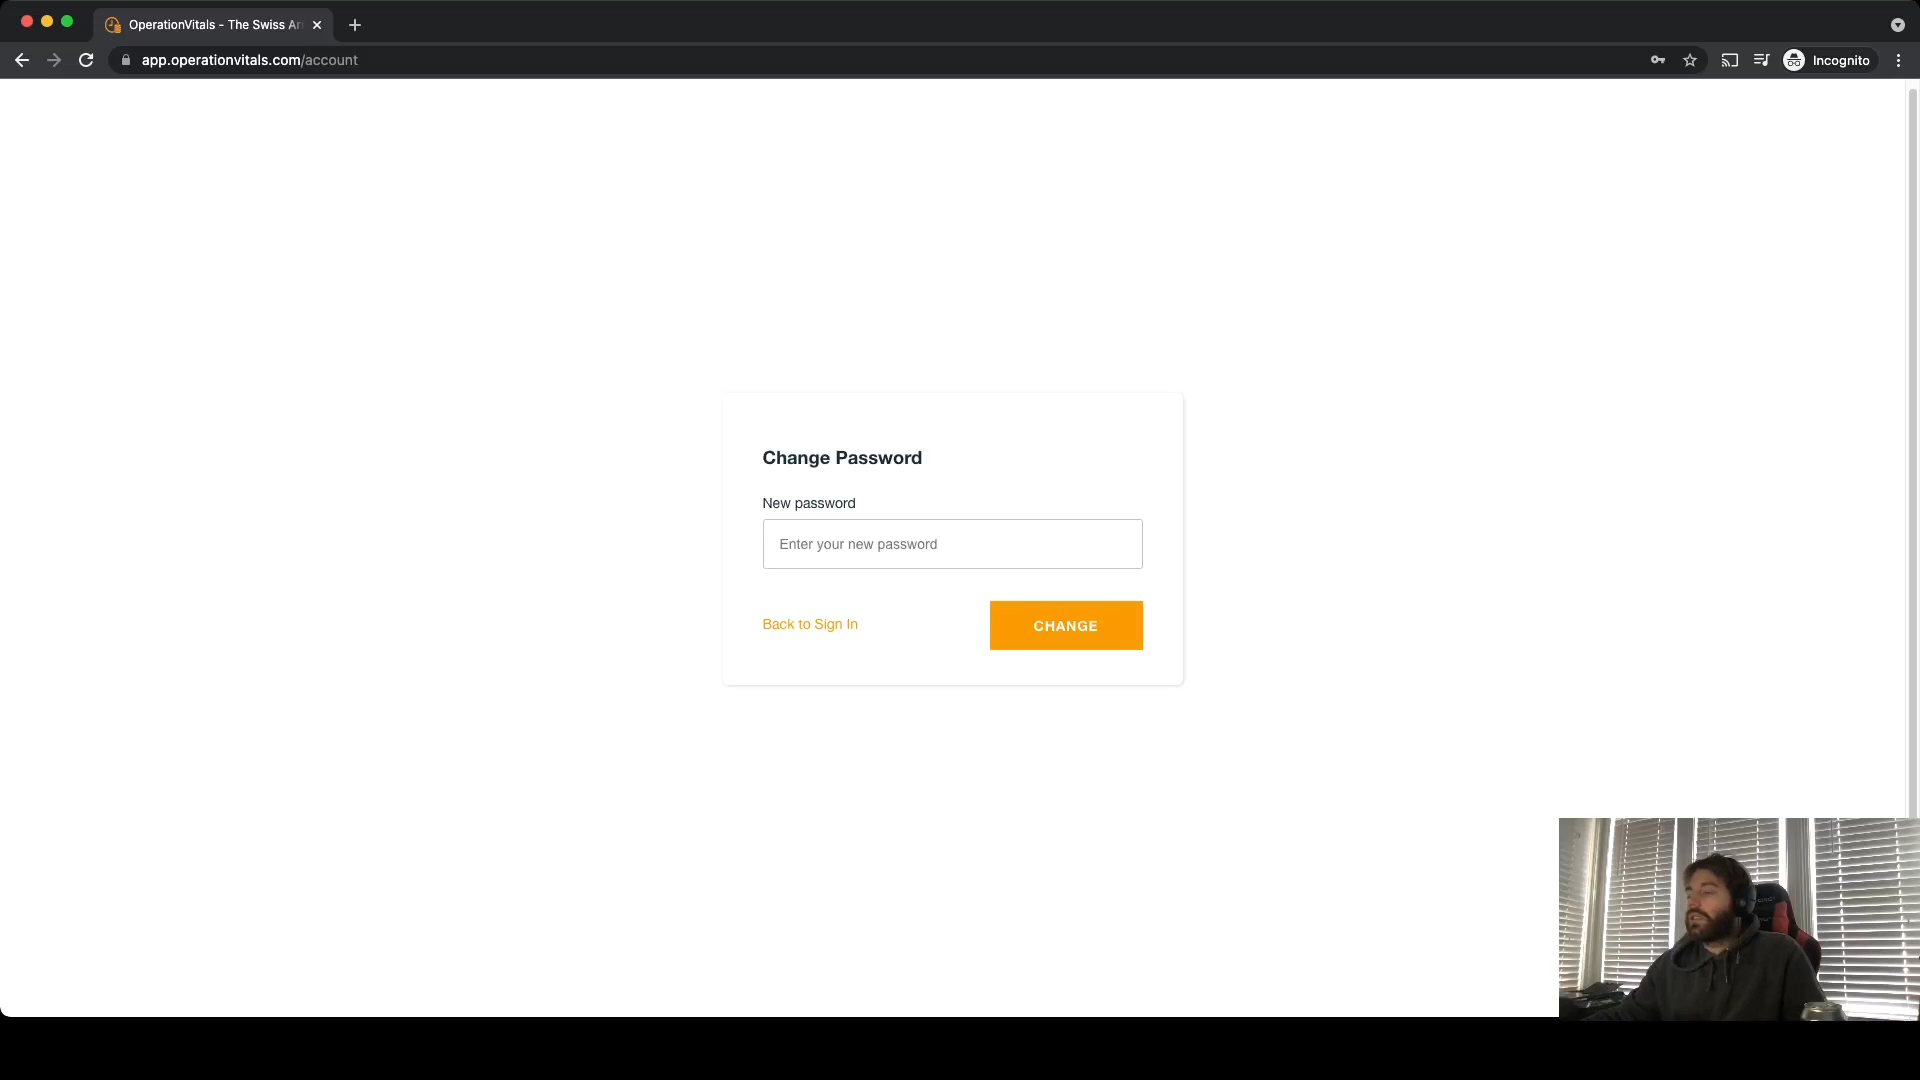 OperationVitals - The Swiss Ar
app.operationvitals.com/account
Incognito
Change Password
New password
Enter your new password
Back to Sign In
CHANGE